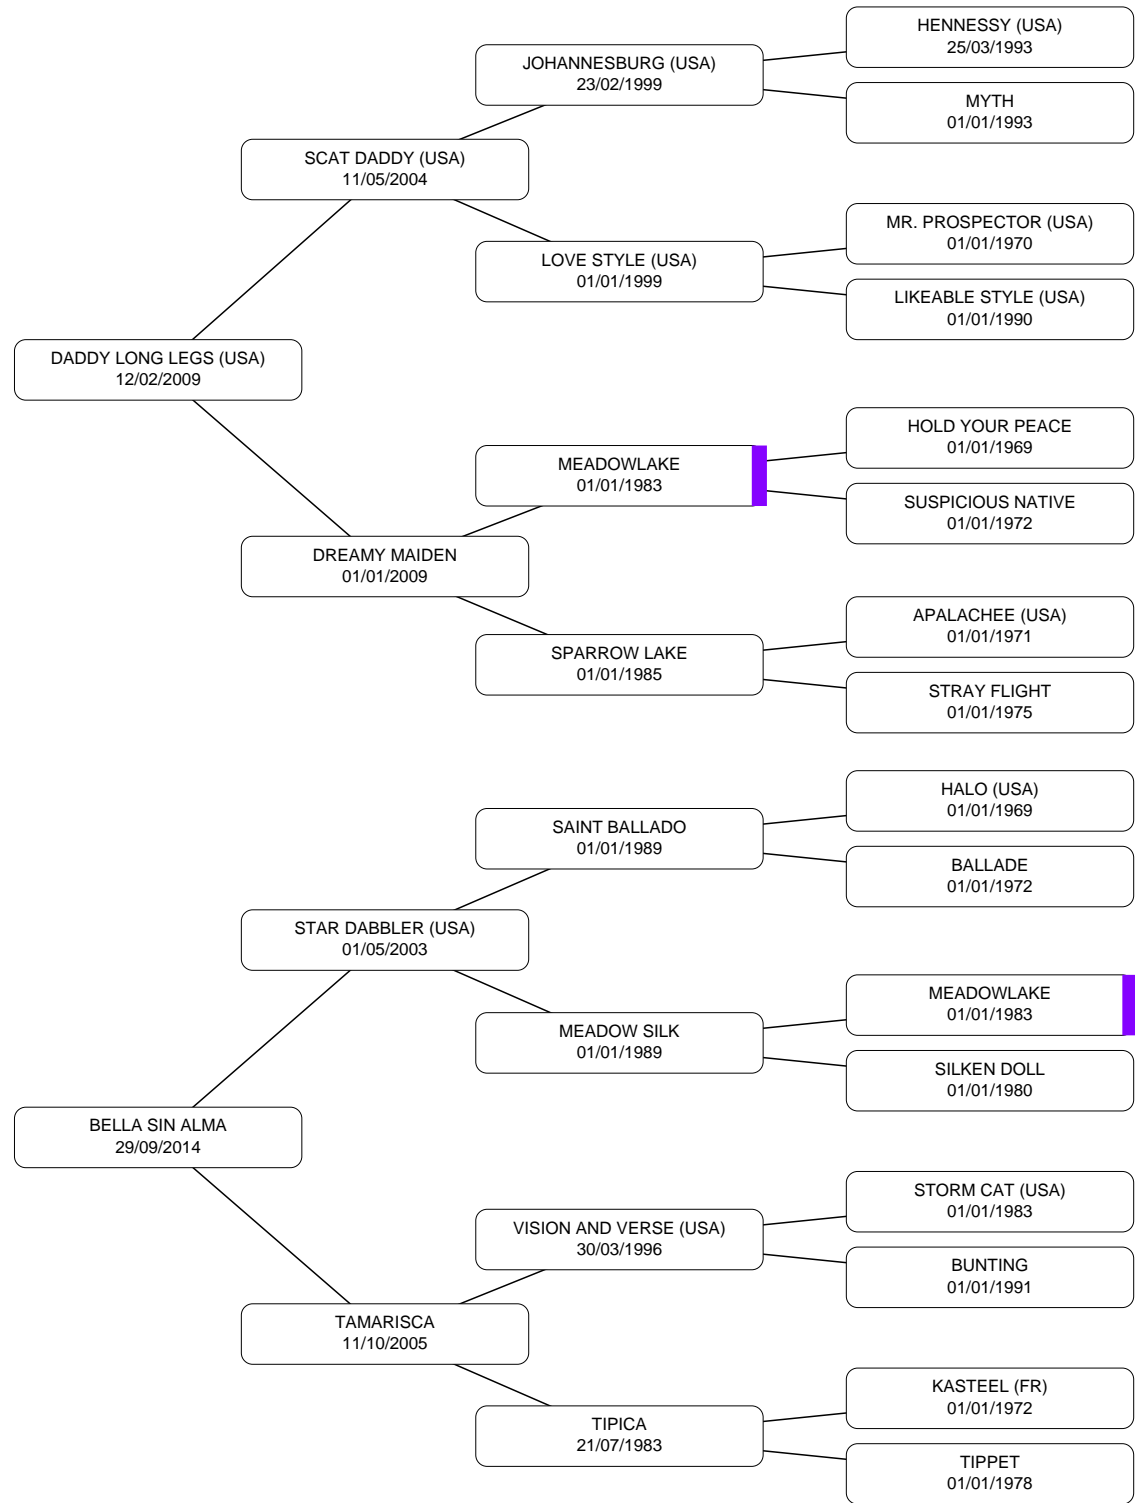 HENNESSY (USA)
25/03/1993
JOHANNESBURG (USA)
23/02/1999
MYTH
01/01/1993
SCAT DADDY (USA)
11/05/2004
MR. PROSPECTOR (USA)
01/01/1970
LOVE STYLE (USA)
01/01/1999
LIKEABLE STYLE (USA)
01/01/1990
DADDY LONG LEGS (USA)
12/02/2009
HOLD YOUR PEACE
01/01/1969
MEADOWLAKE
01/01/1983
SUSPICIOUS NATIVE
01/01/1972
DREAMY MAIDEN
01/01/2009
APALACHEE (USA)
01/01/1971
SPARROW LAKE
01/01/1985
STRAY FLIGHT
01/01/1975
HALO (USA)
01/01/1969
SAINT BALLADO
01/01/1989
BALLADE
01/01/1972
STAR DABBLER (USA)
01/05/2003
MEADOWLAKE
01/01/1983
MEADOW SILK
01/01/1989
SILKEN DOLL
01/01/1980
BELLA SIN ALMA
29/09/2014
STORM CAT (USA)
01/01/1983
VISION AND VERSE (USA)
30/03/1996
BUNTING
01/01/1991
TAMARISCA
11/10/2005
KASTEEL (FR)
01/01/1972
TIPICA
21/07/1983
TIPPET
01/01/1978